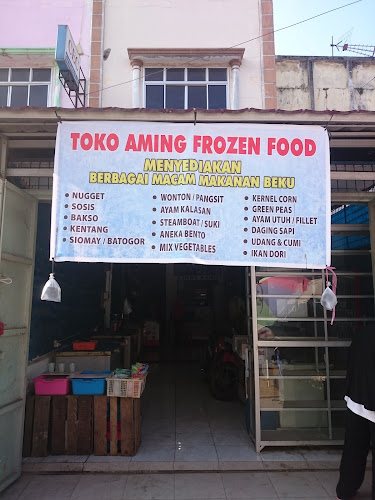 TOKO AMING FROZEN FOOD
MENYEDIAKAN
BERBAGAI MACAM MAKANAN BEKU
• NUGGET
• SOSIS
• BAKSO
• KENTANG
• SIOMAY / BATOGOR
• WONTON / PANGSIT
• AYAM KALASAN
• STEAMBOAT / SUKI
• ANEKA BENTO
• MIX VEGETABLES
• KERNEL CORN
• GREEN PEAS
• AYAM UTUH / FILLET
• DAGING SAPI
• UDANG & CUMI
• IKAN DORI